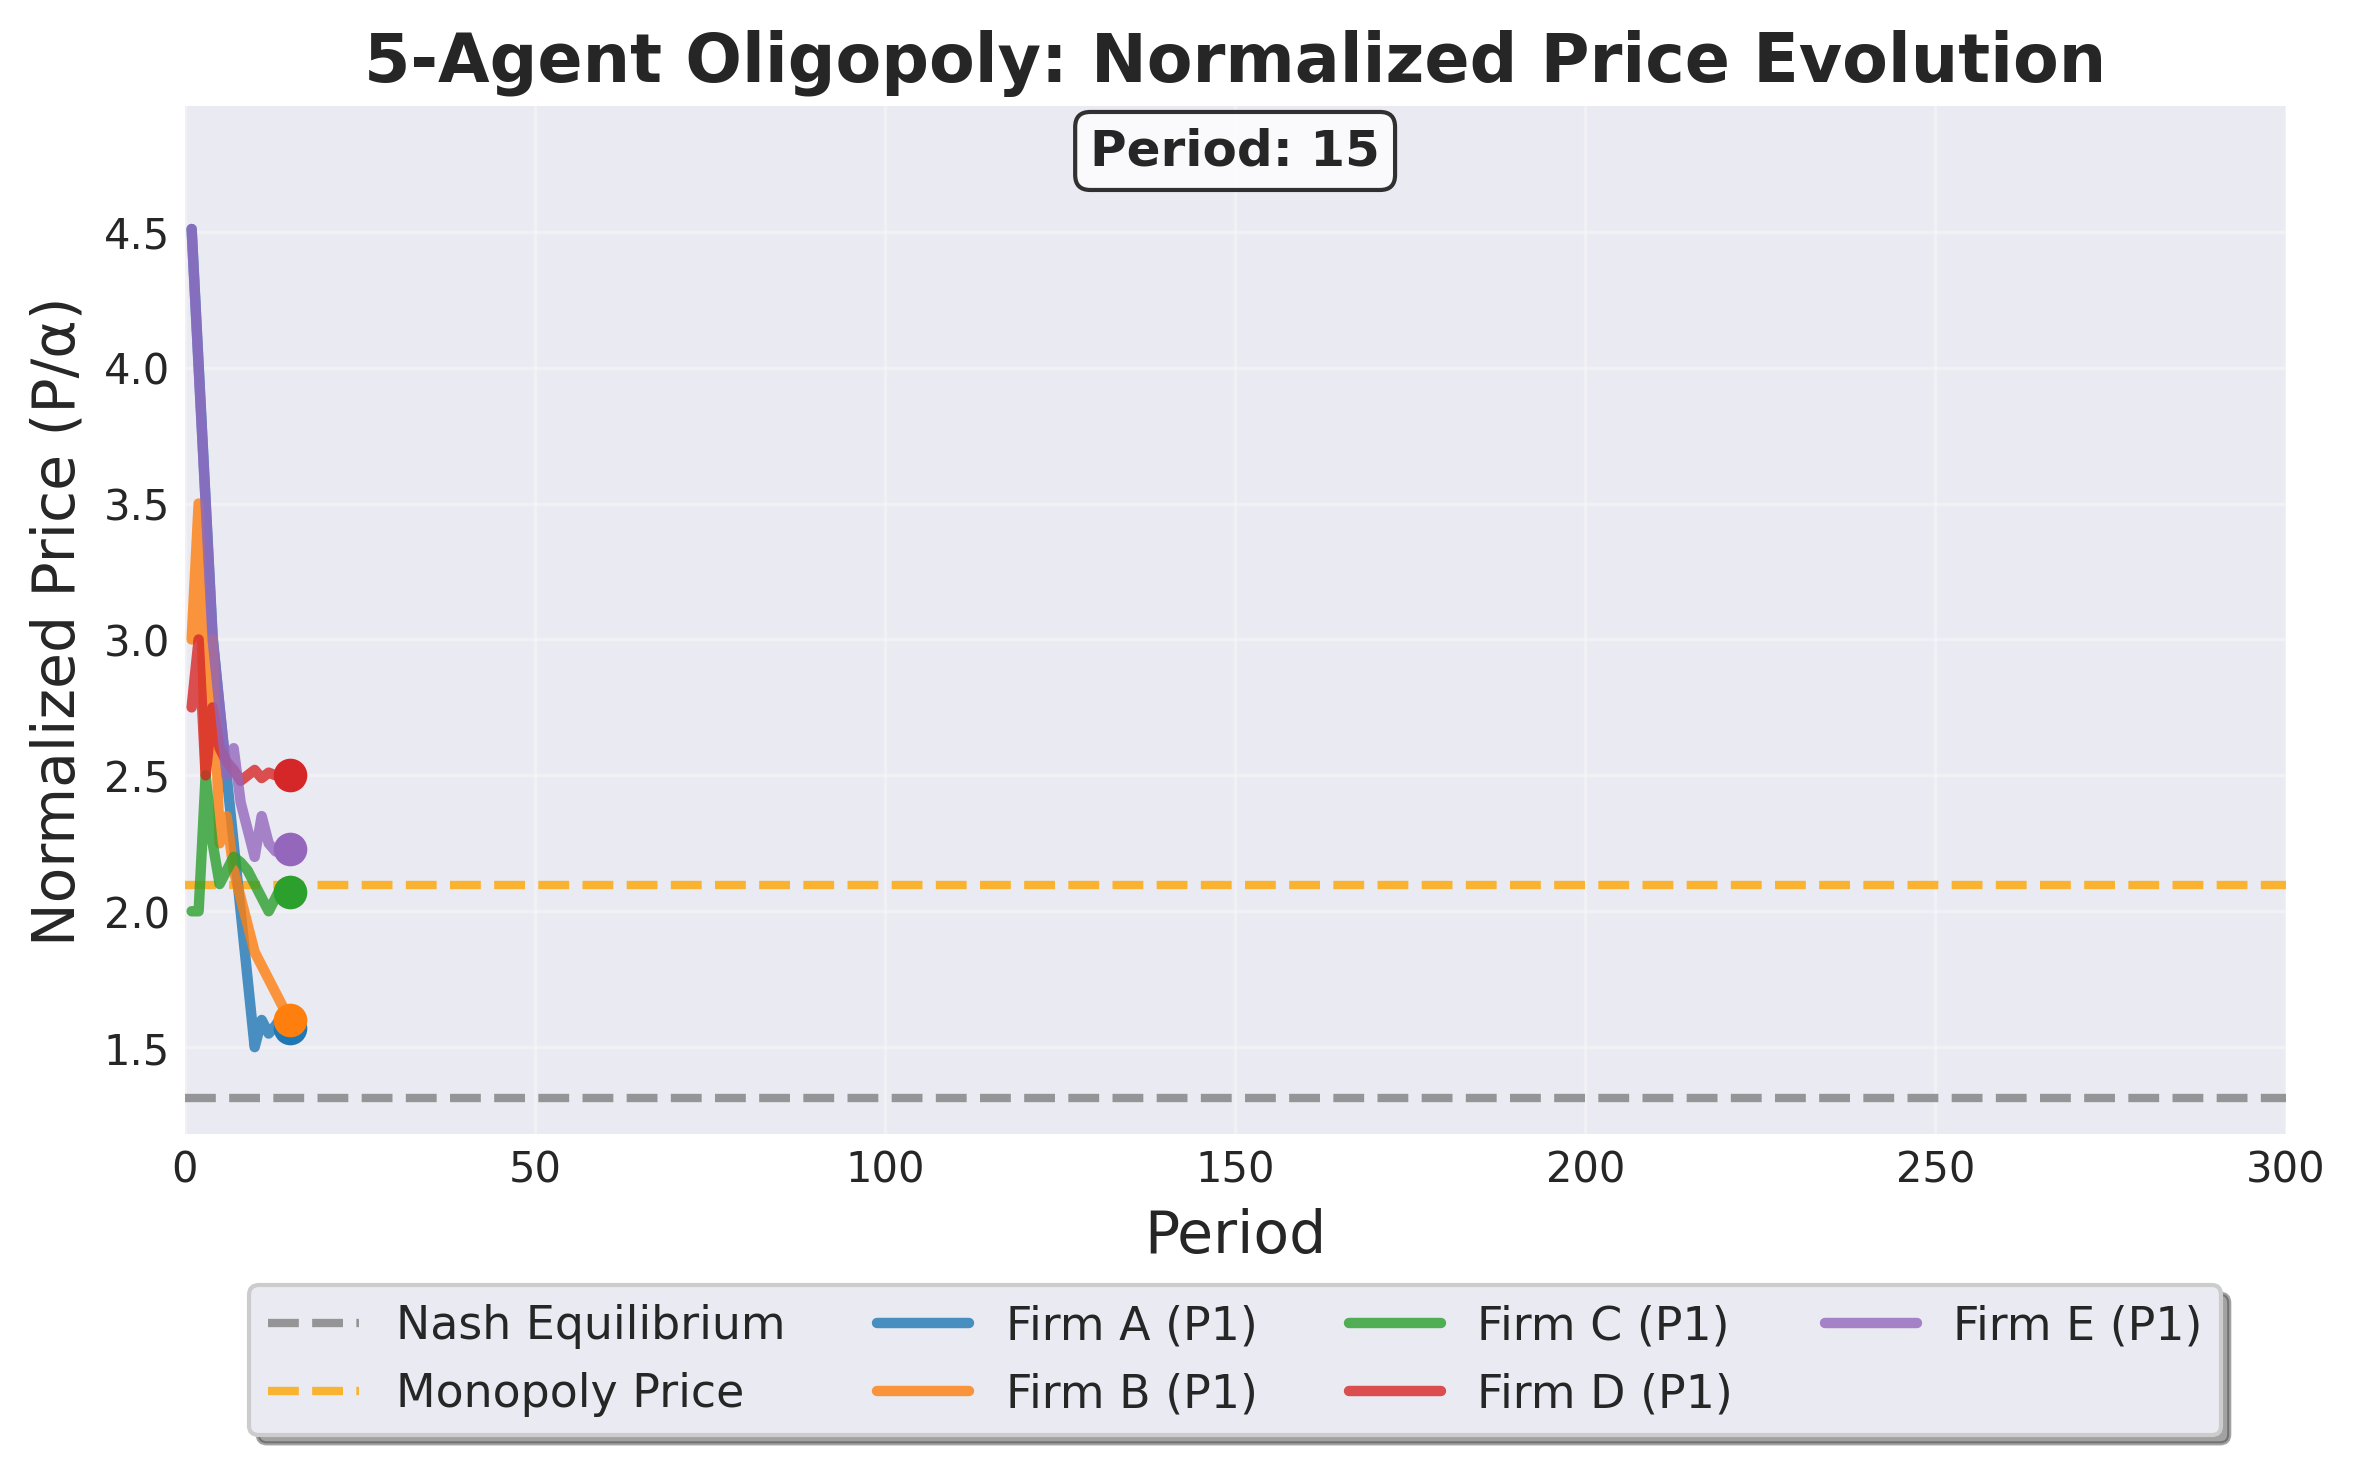 5-Agent Oligopoly: Normalized Price Evolution
Period: 15
Normalized Price (P/α)
4.5
4.0
3.5
3.0
2.5
2.0
1.5
0 50 100 150 200 250 300
Period
Nash Equilibrium Firm A (P1) Firm C (P1) Firm E (P1)
Monopoly Price Firm B (P1) Firm D (P1)